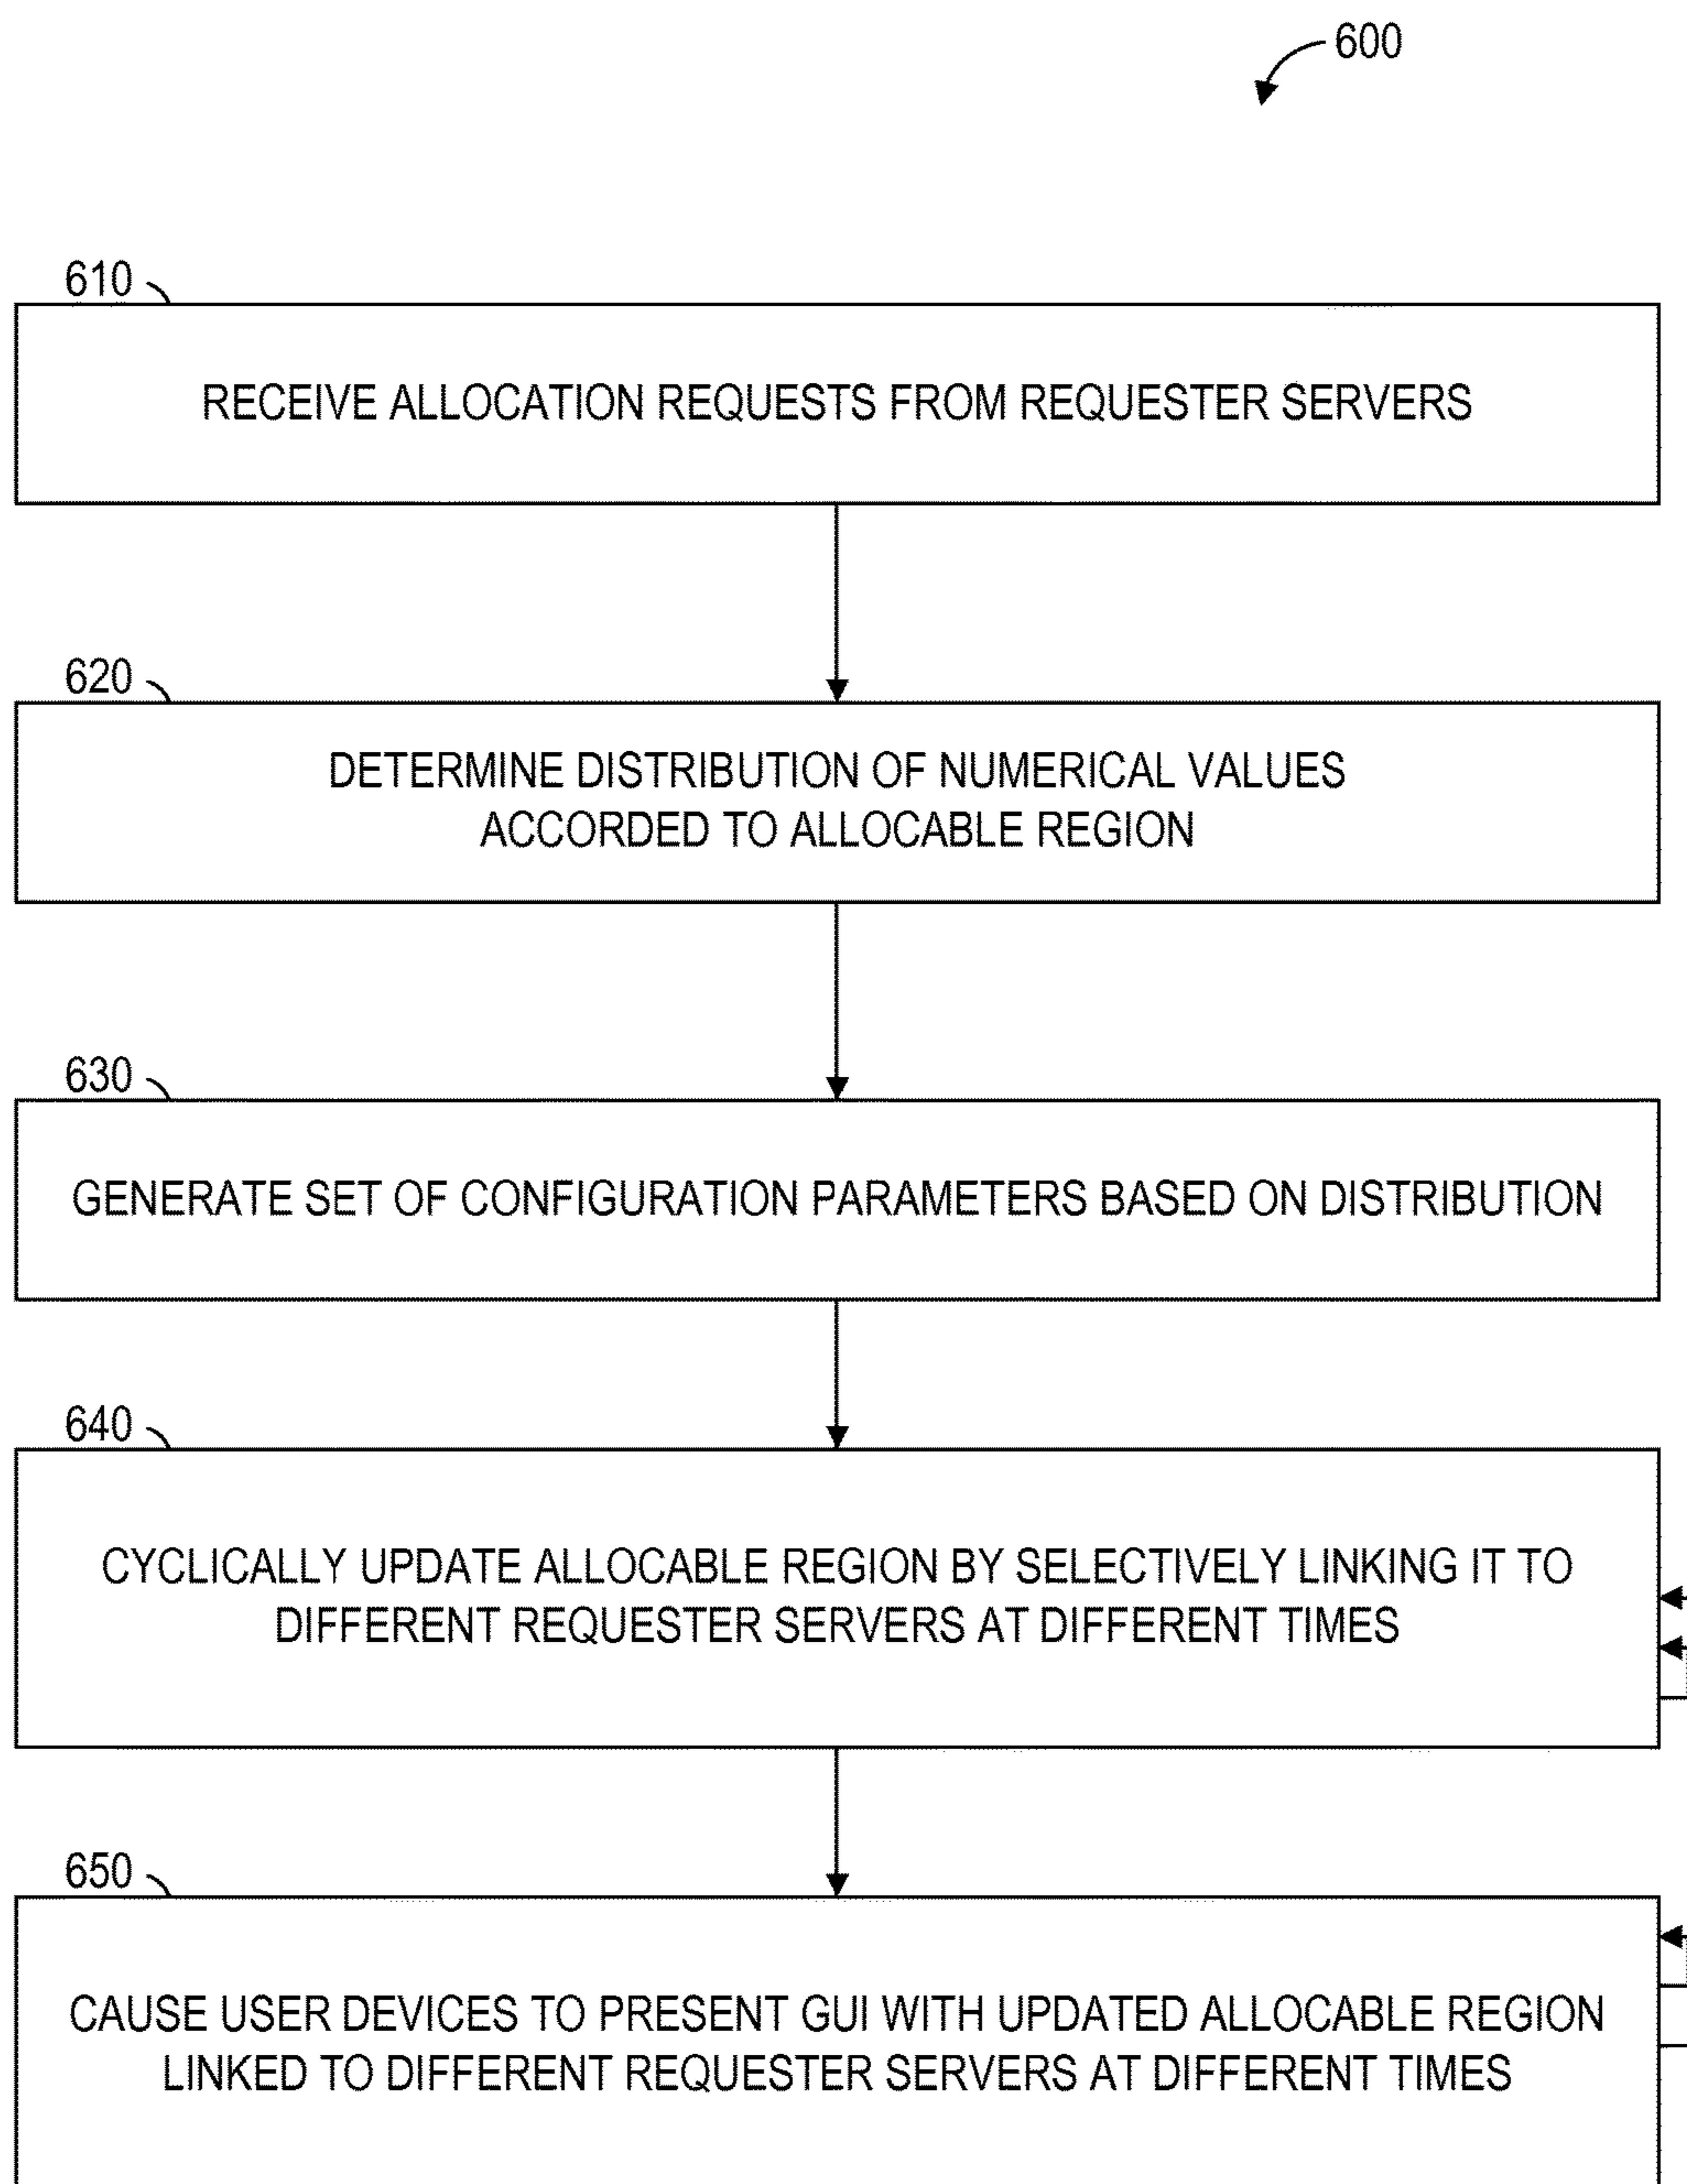 600
610
RECEIVE ALLOCATION REQUESTS FROM REQUESTER SERVERS
620
DETERMINE DISTRIBUTION OF NUMERICAL VALUES
ACCORDED TO ALLOCABLE REGION
630
GENERATE SET OF CONFIGURATION PARAMETERS BASED ON DISTRIBUTION
640
CYCLICALLY UPDATE ALLOCABLE REGION BY SELECTIVELY LINKING IT TO
DIFFERENT REQUESTER SERVERS AT DIFFERENT TIMES
650
CAUSE USER DEVICES TO PRESENT GUI WITH UPDATED ALLOCABLE REGION
LINKED TO DIFFERENT REQUESTER SERVERS AT DIFFERENT TIMES